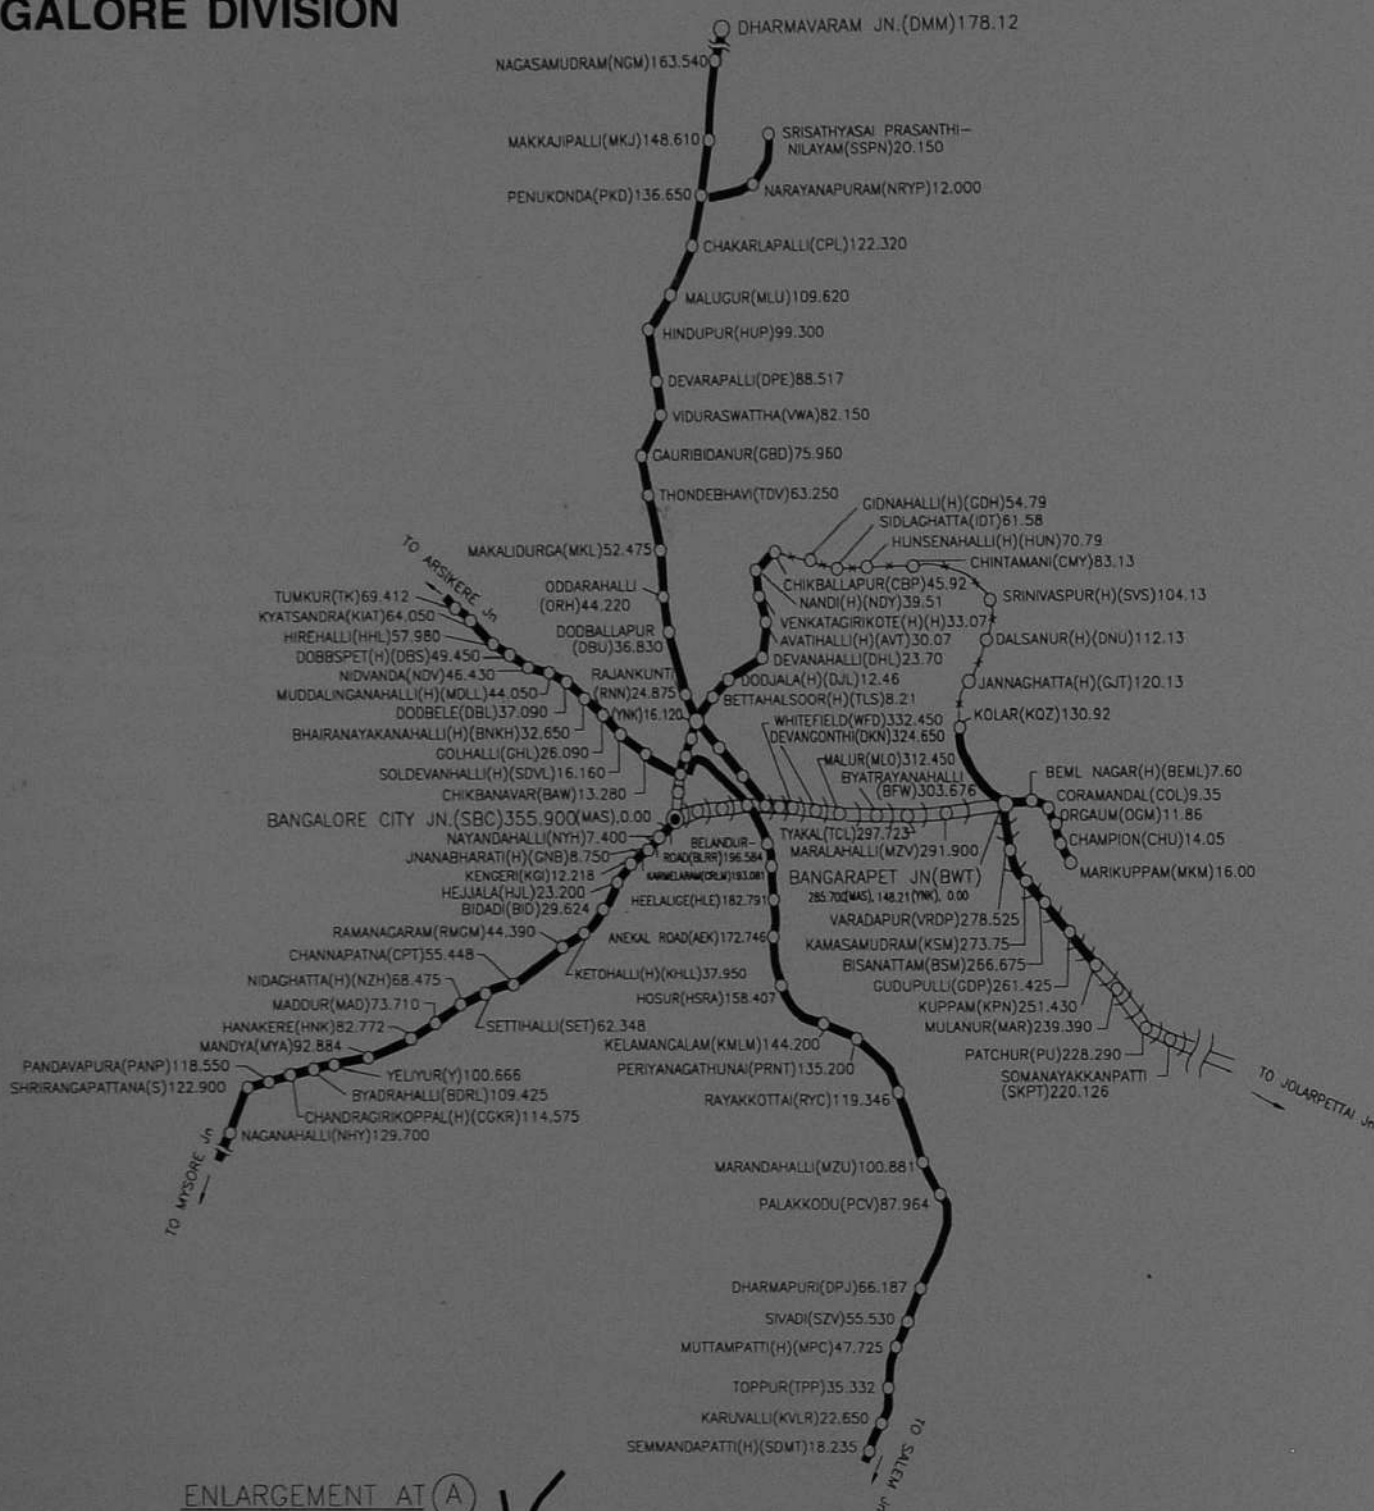 GALORE DIVISION
DHARMAVARAM JN.(DMM)178.12
NAGASAMUDRAM(NGM)163.540
MAKKAJIPALLI(MKJ)148.610
SRISATHYASAI PRASANTHI-
NILAYAM(SSPN)20.150
PENUKONDA(PKD)136.650
NARAYANAPURAM(NRYP)12.000
CHAKARLAPALLI(CPL)122.320
MALUGUR(MLU)109.620
HINDUPUR(HUP)99.300
DEVARAPALLI(DPE)88.517
VIDURASWATTHA(VWA)82.150
GAURIBIDANUR(GBD)75.960
THONDEBHAVI(TDV)63.250
MAKALIDURGA(MKL)52.475
ODDARAHALLI
(ORH)44.220
DODBALLAPUR
(DBU)36.830
RAJANKUNTI
(RNN)24.875
(YNK)16.120
GIDNAHALLI(H)(GDH)54.79
SIDLAGHATTA(IDT)61.58
HUNSENAHALLI(H)(HUN)70.79
CHINTAMANI(CMY)83.13
SRINIVASPUR(H)(SVS)104.13
DALSANUR(H)(DNU)112.13
JANNAGHATTA(H)(GJT)120.13
KOLAR(KQZ)130.92
CHIKBALLAPUR(CBP)45.92
NANDI(H)(NDY)39.51
VENKATAGIRIKOTE(H)(H)33.07
AVATIHALLI(H)(AVT)30.07
DEVANAHALLI(DHL)23.70
DODJALA(H)(DJL)12.46
BETTAHALSOOR(H)(TLS)8.21
TO ARSIKERE Jn
TUMKUR(TK)69.412
KYATSANDRA(KIAT)64.050
HIREHALLI(HHL)57.980
DOBBSPET(H)(DBS)49.450
NIDVANDA(NDV)46.430
MUDDALINGANAHALLI(H)(MDLL)44.050
DODBELE(DBL)37.090
BHAIRANAYAKANAHALLI(H)(BNKH)32.650
GOLHALLI(GHL)26.090
SOLDEVANHALLI(H)(SDVL)16.160
CHIKBANAVAR(BAW)13.280
WHITEFIELD(WFD)332.450
DEVANGONTHI(DKN)324.650
MALUR(MLO)312.450
BYATRAYANAHALLI
(BFW)303.676
TYAKAL(TCL)297.723
MARALAHALLI(MZV)291.900
BANGARAPET JN(BWT)
285.700(MAS), 148.21(YNK), 0.00
BEML NAGAR(H)(BEML)7.60
CORAMANDAL(COL)9.35
ORGAUM(OGM)11.86
CHAMPION(CHU)14.05
MARIKUPPAM(MKM)16.00
BANGALORE CITY JN.(SBC)355.900(MAS),0.00
NAYANDAHALLI(NYH)7.400
JNANABHARATI(H)(GNB)8.750
KENGERI(KGI)12.218
HEJJALA(HJL)23.200
BIDADI(BID)29.624
RAMANAGARAM(RMGM)44.390
CHANNAPATNA(CPT)55.448
NIDAGHATTA(H)(NZH)68.475
MADDUR(MAD)73.710
HANAKERE(HNK)82.772
MANDYA(MYA)92.884
PANDAVAPURA(PANP)118.550
SHRIRANGAPATTANA(S)122.900
KETOHALLI(H)(KHLL)37.950
SETTIHALLI(SET)62.348
YELIYUR(Y)100.666
BYADRAHALLI(BDRL)109.425
CHANDRAGIRIKOPPAL(H)(CGKR)114.575
NAGANAHALLI(NHY)129.700
TO MYSORE Jn
BELANDUR-
ROAD(BLRR)196.584
KARMELARAM(CRLM)193.081
HEELALIGE(HLE)182.791
ANEKAL ROAD(AEK)172.746
HOSUR(HSRA)158.407
KELAMANGALAM(KMLM)144.200
PERIYANAGATHUNAI(PRNT)135.200
RAYAKKOTTAI(RYC)119.346
MARANDAHALLI(MZU)100.881
PALAKKODU(PCV)87.964
DHARMAPURI(DPJ)66.187
SIVADI(SZV)55.530
MUTTAMPATTI(H)(MPC)47.725
TOPPUR(TPP)35.332
KARUVALLI(KVLR)22.650
SEMMANDAPATTI(H)(SDMT)18.235
TO SALEM Jn
VARADAPUR(VRDP)278.525
KAMASAMUDRAM(KSM)273.75
BISANATTAM(BSM)266.675
GUDUPULLI(GDP)261.425
KUPPAM(KPN)251.430
MULANUR(MAR)239.390
PATCHUR(PU)228.290
SOMANAYAKKANPATTI
(SKPT)220.126
TO JOLARPETTAI Jn
ENLARGEMENT AT A